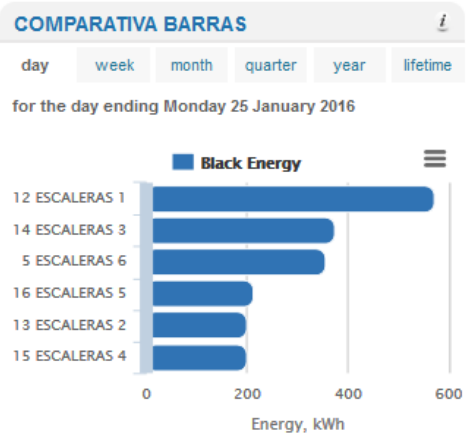 COMPARATIVA BARRAS i
day week month quarter year lifetime
for the day ending Monday 25 January 2016
Black Energy
12 ESCALERAS 1
14 ESCALERAS 3
5 ESCALERAS 6
16 ESCALERAS 5
13 ESCALERAS 2
15 ESCALERAS 4
0 200 400 600
Energy, kWh